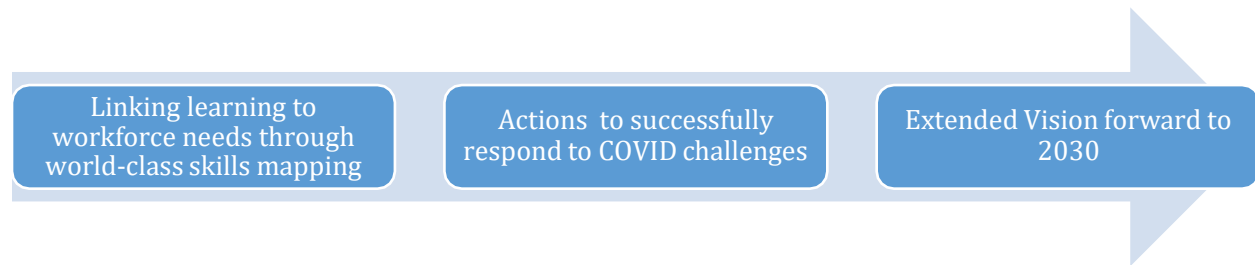 Linking learning to
workforce needs through
world-class skills mapping
Actions to successfully
respond to COVID challenges
Extended Vision forward to
2030